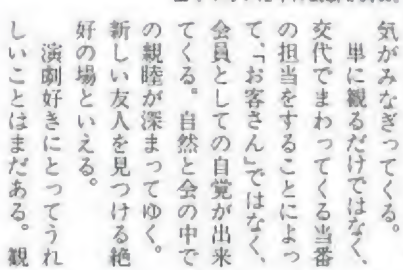 気がみなぎってくる。
単に観るだけではなく、
交代でまわってくる当番
の担当をすることによっ
て、「お客さん」ではなく、
会員としての自覚が出来
てくる。自然と会の中で
の親睦が深まってゆく。
新しい友人を見つける絶
好の場といえる。
演劇好きにとってうれ
しいことはまだある。観